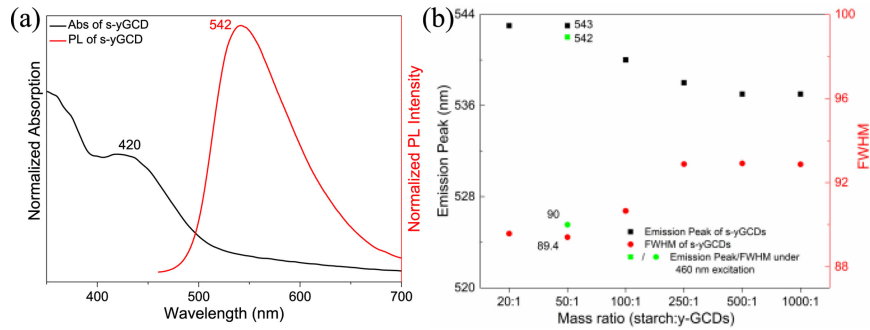 (a)
Abs of s-yGCD
PL of s-yGCD
542
420
Normalized Absorption
Normalized PL Intensity
400 500 600 700
Wavelength (nm)
(b)
544
536
528
520
Emission Peak (nm)
100
96
92
88
FWHM
543
542
90
89.4
Emission Peak of s-yGCDs
FWHM of s-yGCDs
/ Emission Peak/FWHM under
460 nm excitation
20:1 50:1 100:1 250:1 500:1 1000:1
Mass ratio (starch:y-GCDs)